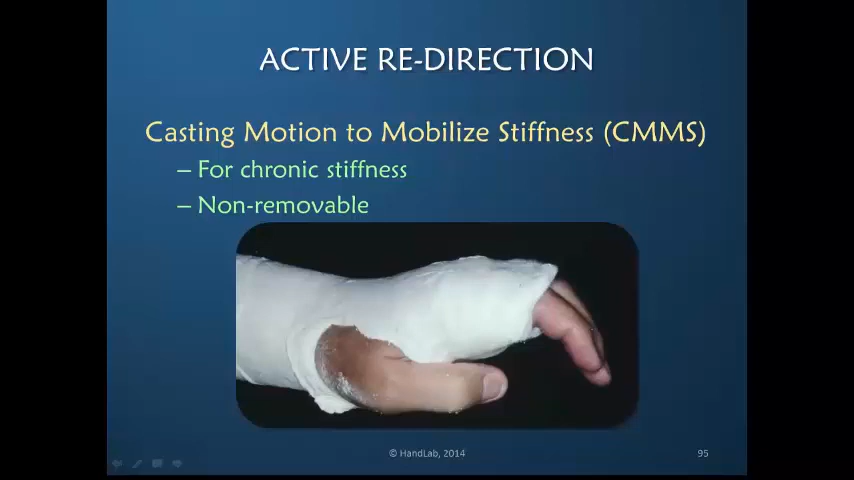 ACTIVE RE-DIRECTION
Casting Motion to Mobilize Stiffness (CMMS)
– For chronic stiffness
– Non-removable
© HandLab, 2014
95